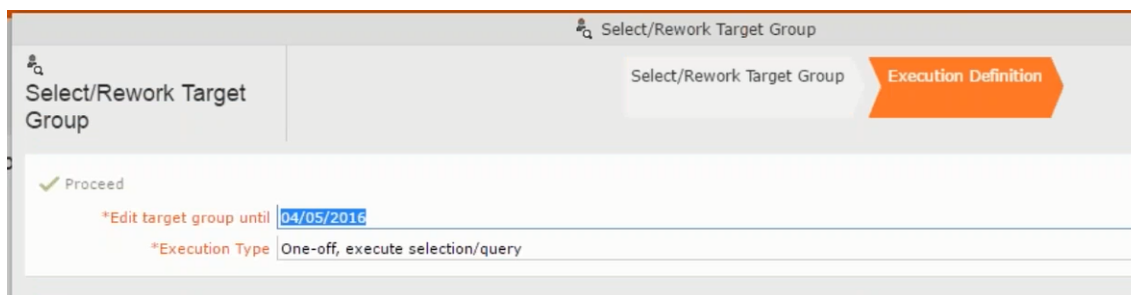 Select/Rework Target Group
Select/Rework Target
Group
Select/Rework Target Group
Execution Definition
Proceed
*Edit target group until 04/05/2016
*Execution Type One-off, execute selection/query